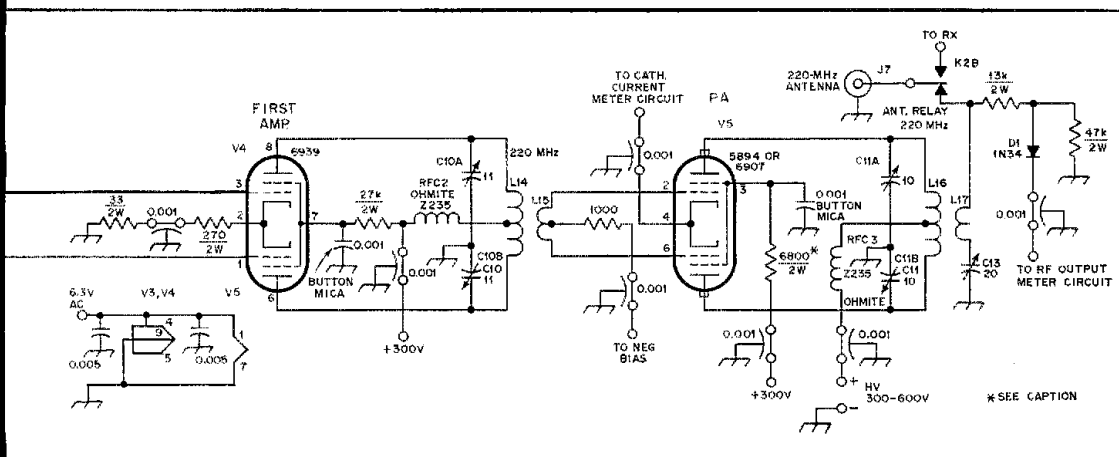 TO RX
K2B
220-MHz
ANTENNA
J7
ANT. RELAY
220 MHz
13k
2W
47k
2W
D1
1N34
0.001
TO RF OUTPUT
METER CIRCUIT
FIRST
AMP
V4
8
6939
3
2
1
7
6
33
2W
0.001
270
2W
27k
2W
0.001
BUTTON
MICA
0.001
+300V
RFC2
OHMITE
Z235
C10A
11
C10B
C10
11
220 MHz
L14
L15
TO CATH.
CURRENT
METER CIRCUIT
0.001
1000
0.001
TO NEG
BIAS
PA
V5
5894 OR
6907
2
3
4
6
0.001
BUTTON
MICA
6800*
2W
0.001
+300V
C11A
10
RFC3
Z235
OHMITE
C11B
C11
10
L16
L17
C13
20
0.001
+
HV
300-600V
-
*SEE CAPTION
6.3V
AC
V3,V4
V5
0.005
4
9
5
0.005
1
7